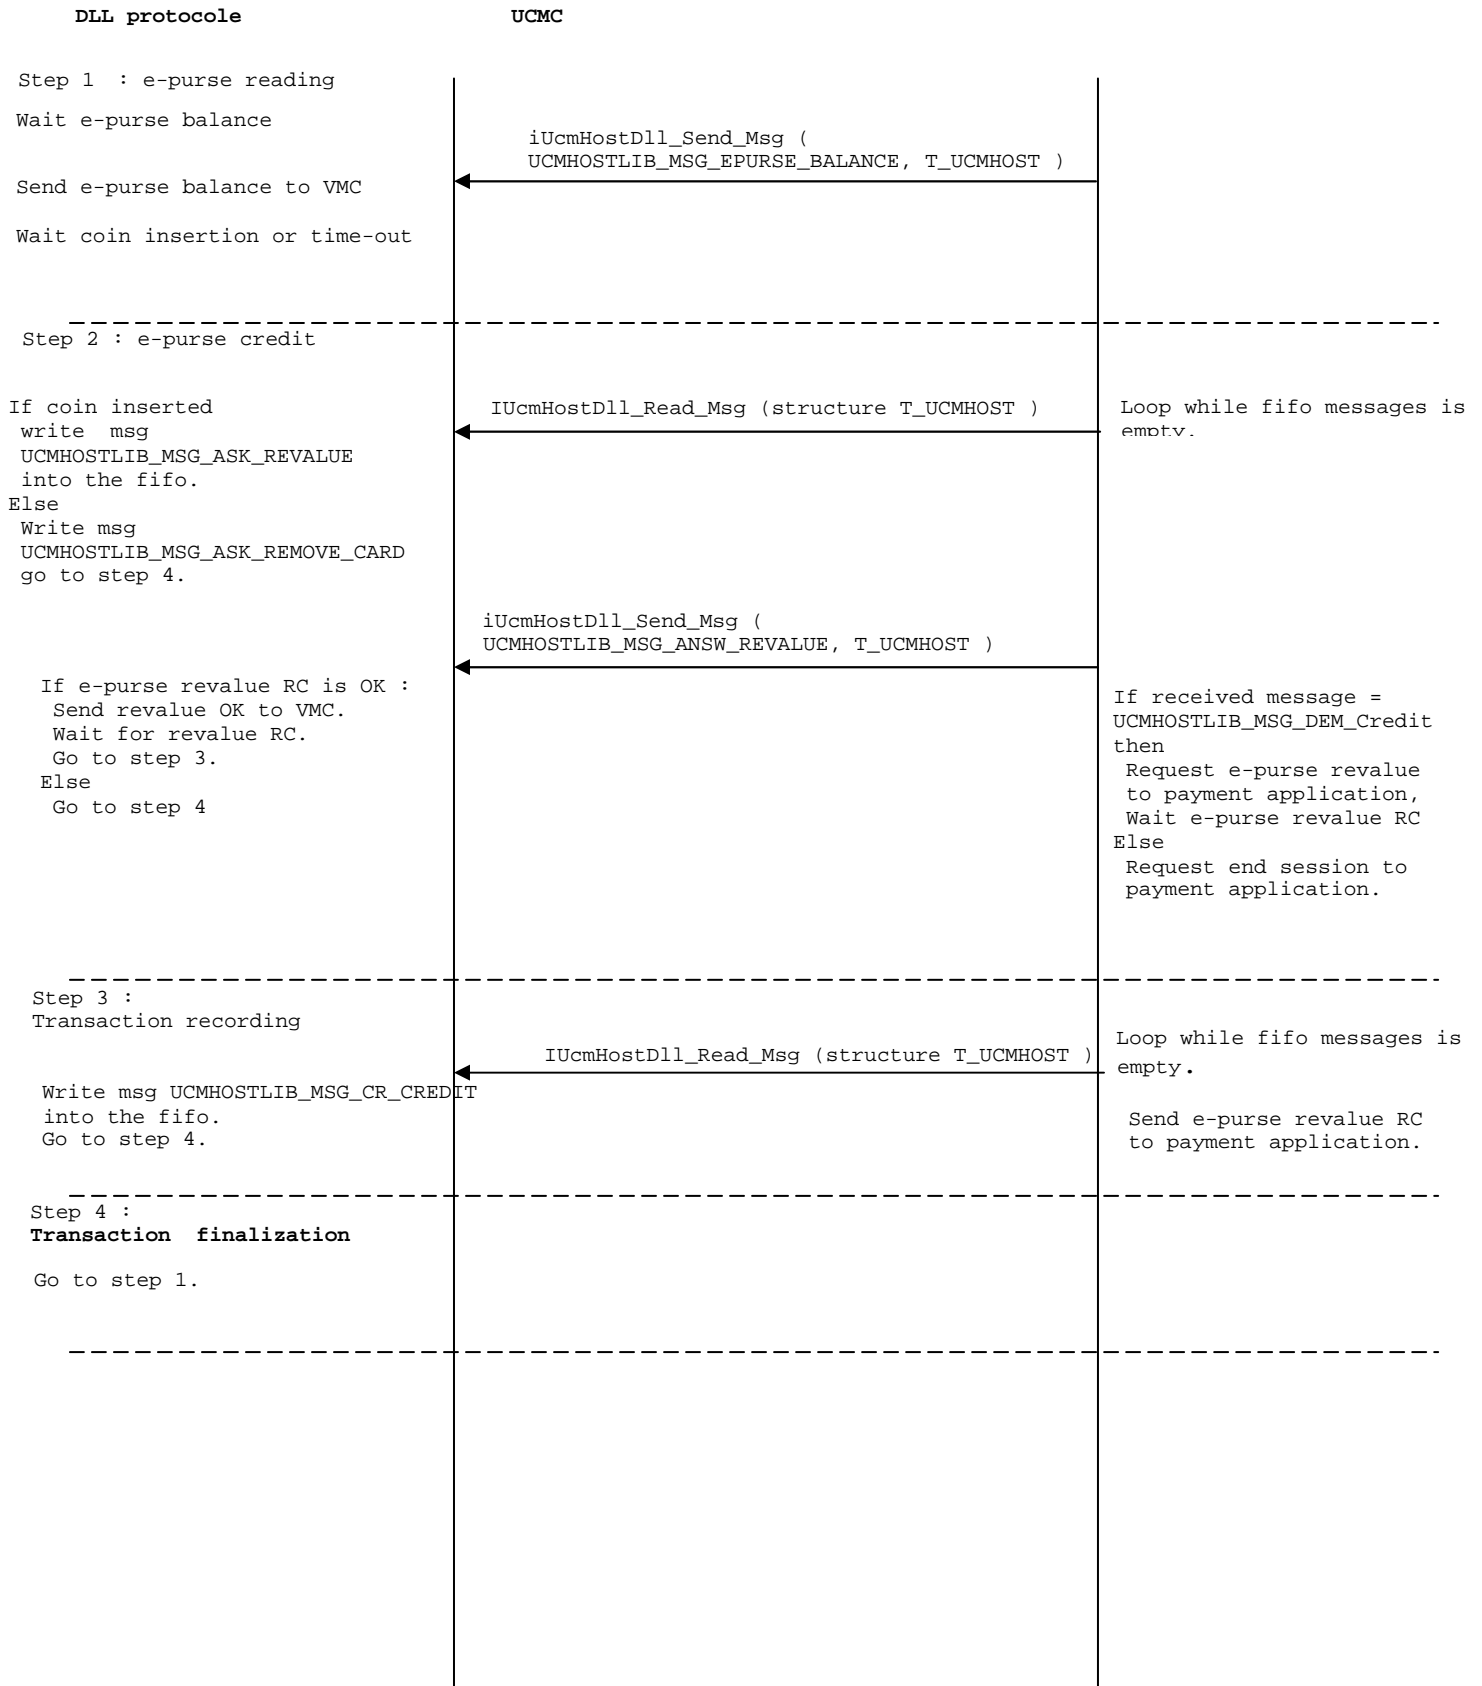 DLL protocole UCMC
Step 1 : e-purse reading
Wait e-purse balance
iUcmHostDll_Send_Msg (
UCMHOSTLIB_MSG_EPURSE_BALANCE, T_UCMHOST )
Send e-purse balance to VMC
Wait coin insertion or time-out
Step 2 : e-purse credit
If coin inserted
write msg
UCMHOSTLIB_MSG_ASK_REVALUE
into the fifo.
Else
Write msg
UCMHOSTLIB_MSG_ASK_REMOVE_CARD
go to step 4.
IUcmHostDll_Read_Msg (structure T_UCMHOST )
Loop while fifo messages is
empty.
iUcmHostDll_Send_Msg (
UCMHOSTLIB_MSG_ANSW_REVALUE, T_UCMHOST )
If e-purse revalue RC is OK :
Send revalue OK to VMC.
Wait for revalue RC.
Go to step 3.
Else
Go to step 4
If received message =
UCMHOSTLIB_MSG_DEM_Credit
then
Request e-purse revalue
to payment application,
Wait e-purse revalue RC
Else
Request end session to
payment application.
Step 3 :
Transaction recording
IUcmHostDll_Read_Msg (structure T_UCMHOST )
Loop while fifo messages is
empty.
Write msg UCMHOSTLIB_MSG_CR_CREDIT
into the fifo.
Go to step 4.
Send e-purse revalue RC
to payment application.
Step 4 :
Transaction finalization
Go to step 1.